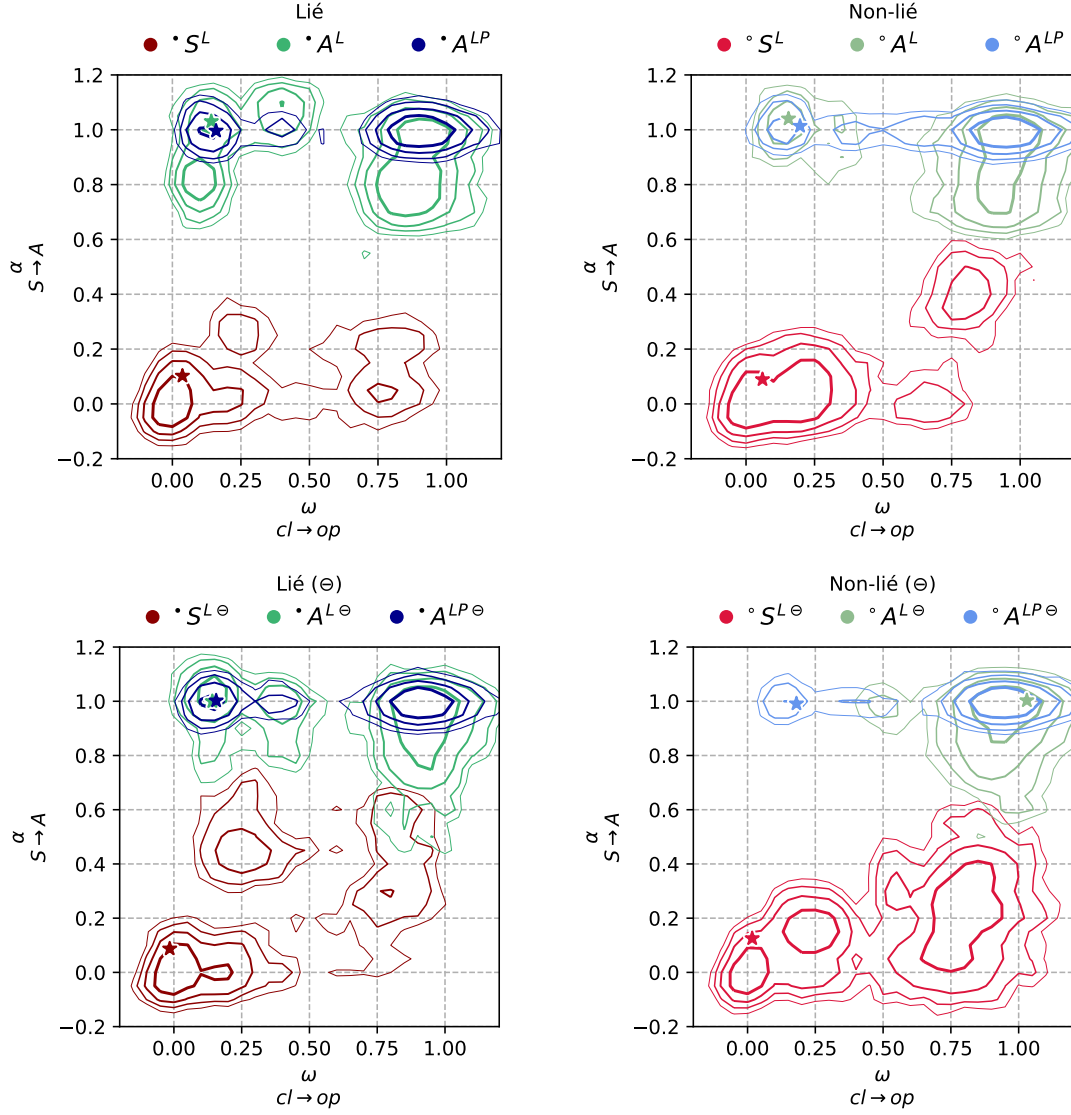 Lié
• S^L • A^L • A^LP
1.2
1.0
0.8
0.6
0.4
0.2
0.0
−0.2
α
S → A
0.00 0.25 0.50 0.75 1.00
ω
cl → op
Non-lié
∘ S^L ∘ A^L ∘ A^LP
1.2
1.0
0.8
0.6
0.4
0.2
0.0
−0.2
α
S → A
0.00 0.25 0.50 0.75 1.00
ω
cl → op
Lié (⊖)
• S^L⊖ • A^L⊖ • A^LP⊖
1.2
1.0
0.8
0.6
0.4
0.2
0.0
−0.2
α
S → A
0.00 0.25 0.50 0.75 1.00
ω
cl → op
Non-lié (⊖)
∘ S^L⊖ ∘ A^L⊖ ∘ A^LP⊖
1.2
1.0
0.8
0.6
0.4
0.2
0.0
−0.2
α
S → A
0.00 0.25 0.50 0.75 1.00
ω
cl → op